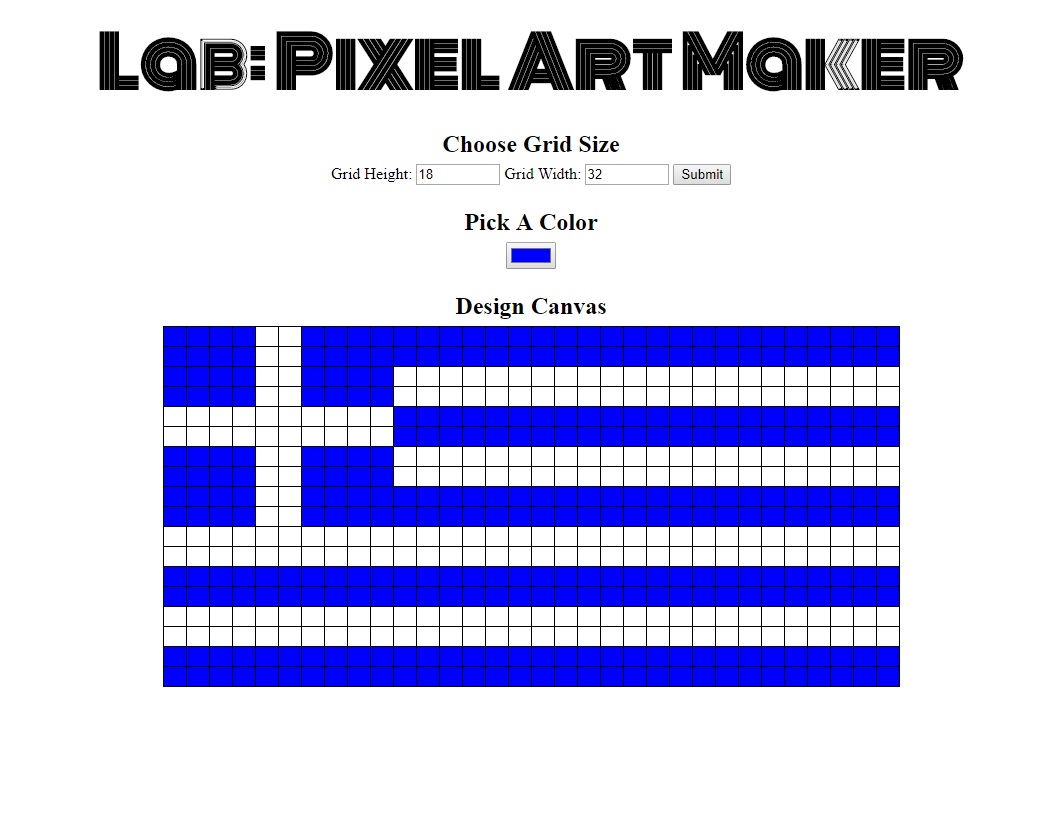 Lab: Pixel Art Maker
Choose Grid Size
Grid Height: 18 Grid Width: 32 Submit
Pick A Color
Design Canvas